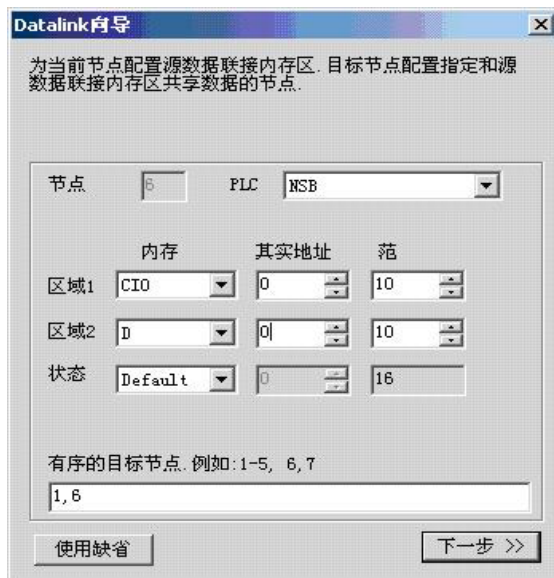 Datalink向导
为当前节点配置源数据联接内存区.目标节点配置指定和源
数据联接内存区共享数据的节点.
节点 6 PLC NSB
内存 其实地址 范
区域1 CIO 0 10
区域2 D 0 10
状态 Default 0 16
有序的目标节点.例如:1-5, 6,7
1,6
使用缺省 下一步 >>